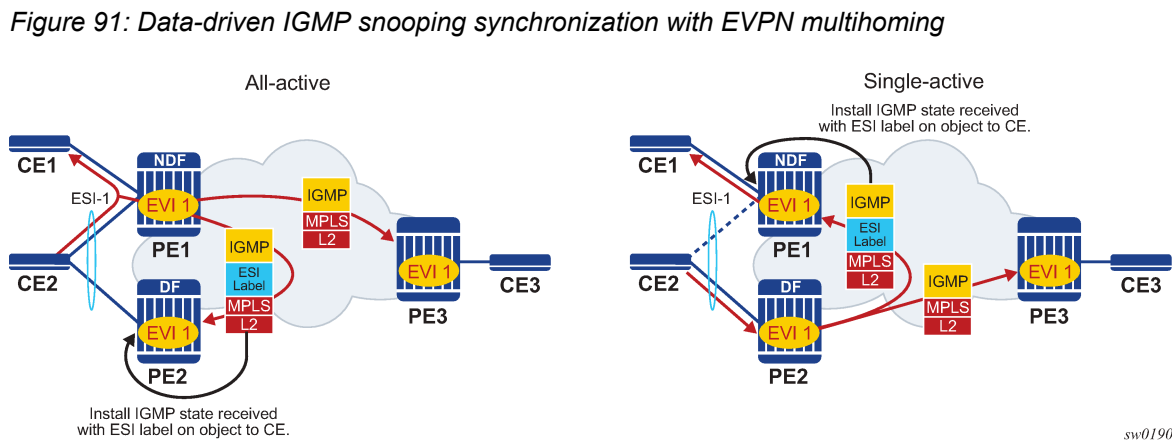 Figure 91: Data-driven IGMP snooping synchronization with EVPN multihoming
All-active
CE1
ESI-1
CE2
NDF
EVI 1
PE1
IGMP
MPLS
L2
IGMP
ESI
Label
MPLS
L2
DF
EVI 1
PE2
EVI 1
PE3
CE3
Install IGMP state received
with ESI label on object to CE.
Single-active
Install IGMP state received
with ESI label on object to CE.
CE1
ESI-1
CE2
NDF
EVI 1
PE1
IGMP
ESI
Label
MPLS
L2
IGMP
MPLS
L2
DF
EVI 1
PE2
EVI 1
PE3
CE3
sw0190